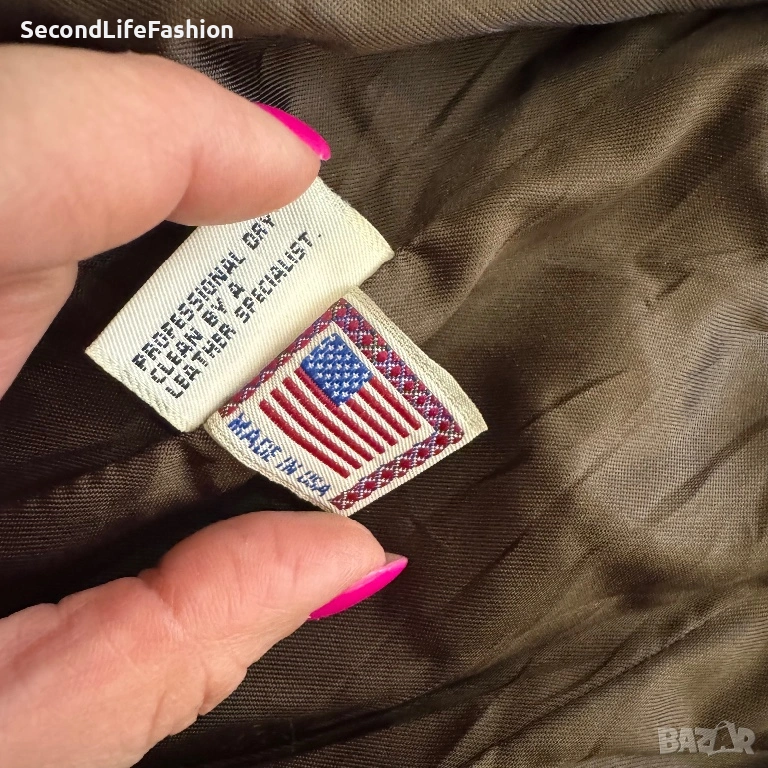 SecondLifeFashion
PROFESSIONAL DRY
CLEAN BY A
LEATHER SPECIALIST.
MADE IN USA
BAZAR